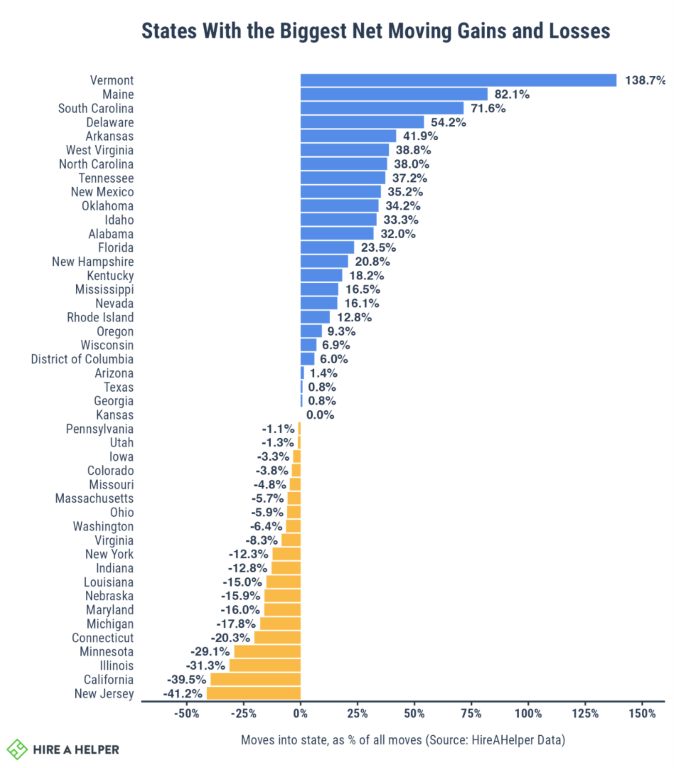 States With the Biggest Net Moving Gains and Losses
Vermont 138.7%
Maine 82.1%
South Carolina 71.6%
Delaware 54.2%
Arkansas 41.9%
West Virginia 38.8%
North Carolina 38.0%
Tennessee 37.2%
New Mexico 35.2%
Oklahoma 34.2%
Idaho 33.3%
Alabama 32.0%
Florida 23.5%
New Hampshire 20.8%
Kentucky 18.2%
Mississippi 16.5%
Nevada 16.1%
Rhode Island 12.8%
Oregon 9.3%
Wisconsin 6.9%
District of Columbia 6.0%
Arizona 1.4%
Texas 0.8%
Georgia 0.8%
Kansas 0.0%
Pennsylvania -1.1%
Utah -1.3%
Iowa -3.3%
Colorado -3.8%
Missouri -4.8%
Massachusetts -5.7%
Ohio -5.9%
Washington -6.4%
Virginia -8.3%
New York -12.3%
Indiana -12.8%
Louisiana -15.0%
Nebraska -15.9%
Maryland -16.0%
Michigan -17.8%
Connecticut -20.3%
Minnesota -29.1%
Illinois -31.3%
California -39.5%
New Jersey -41.2%
-50% -25% 0% 25% 50% 75% 100% 125% 150%
Moves into state, as % of all moves (Source: HireAHelper Data)
HIRE A HELPER